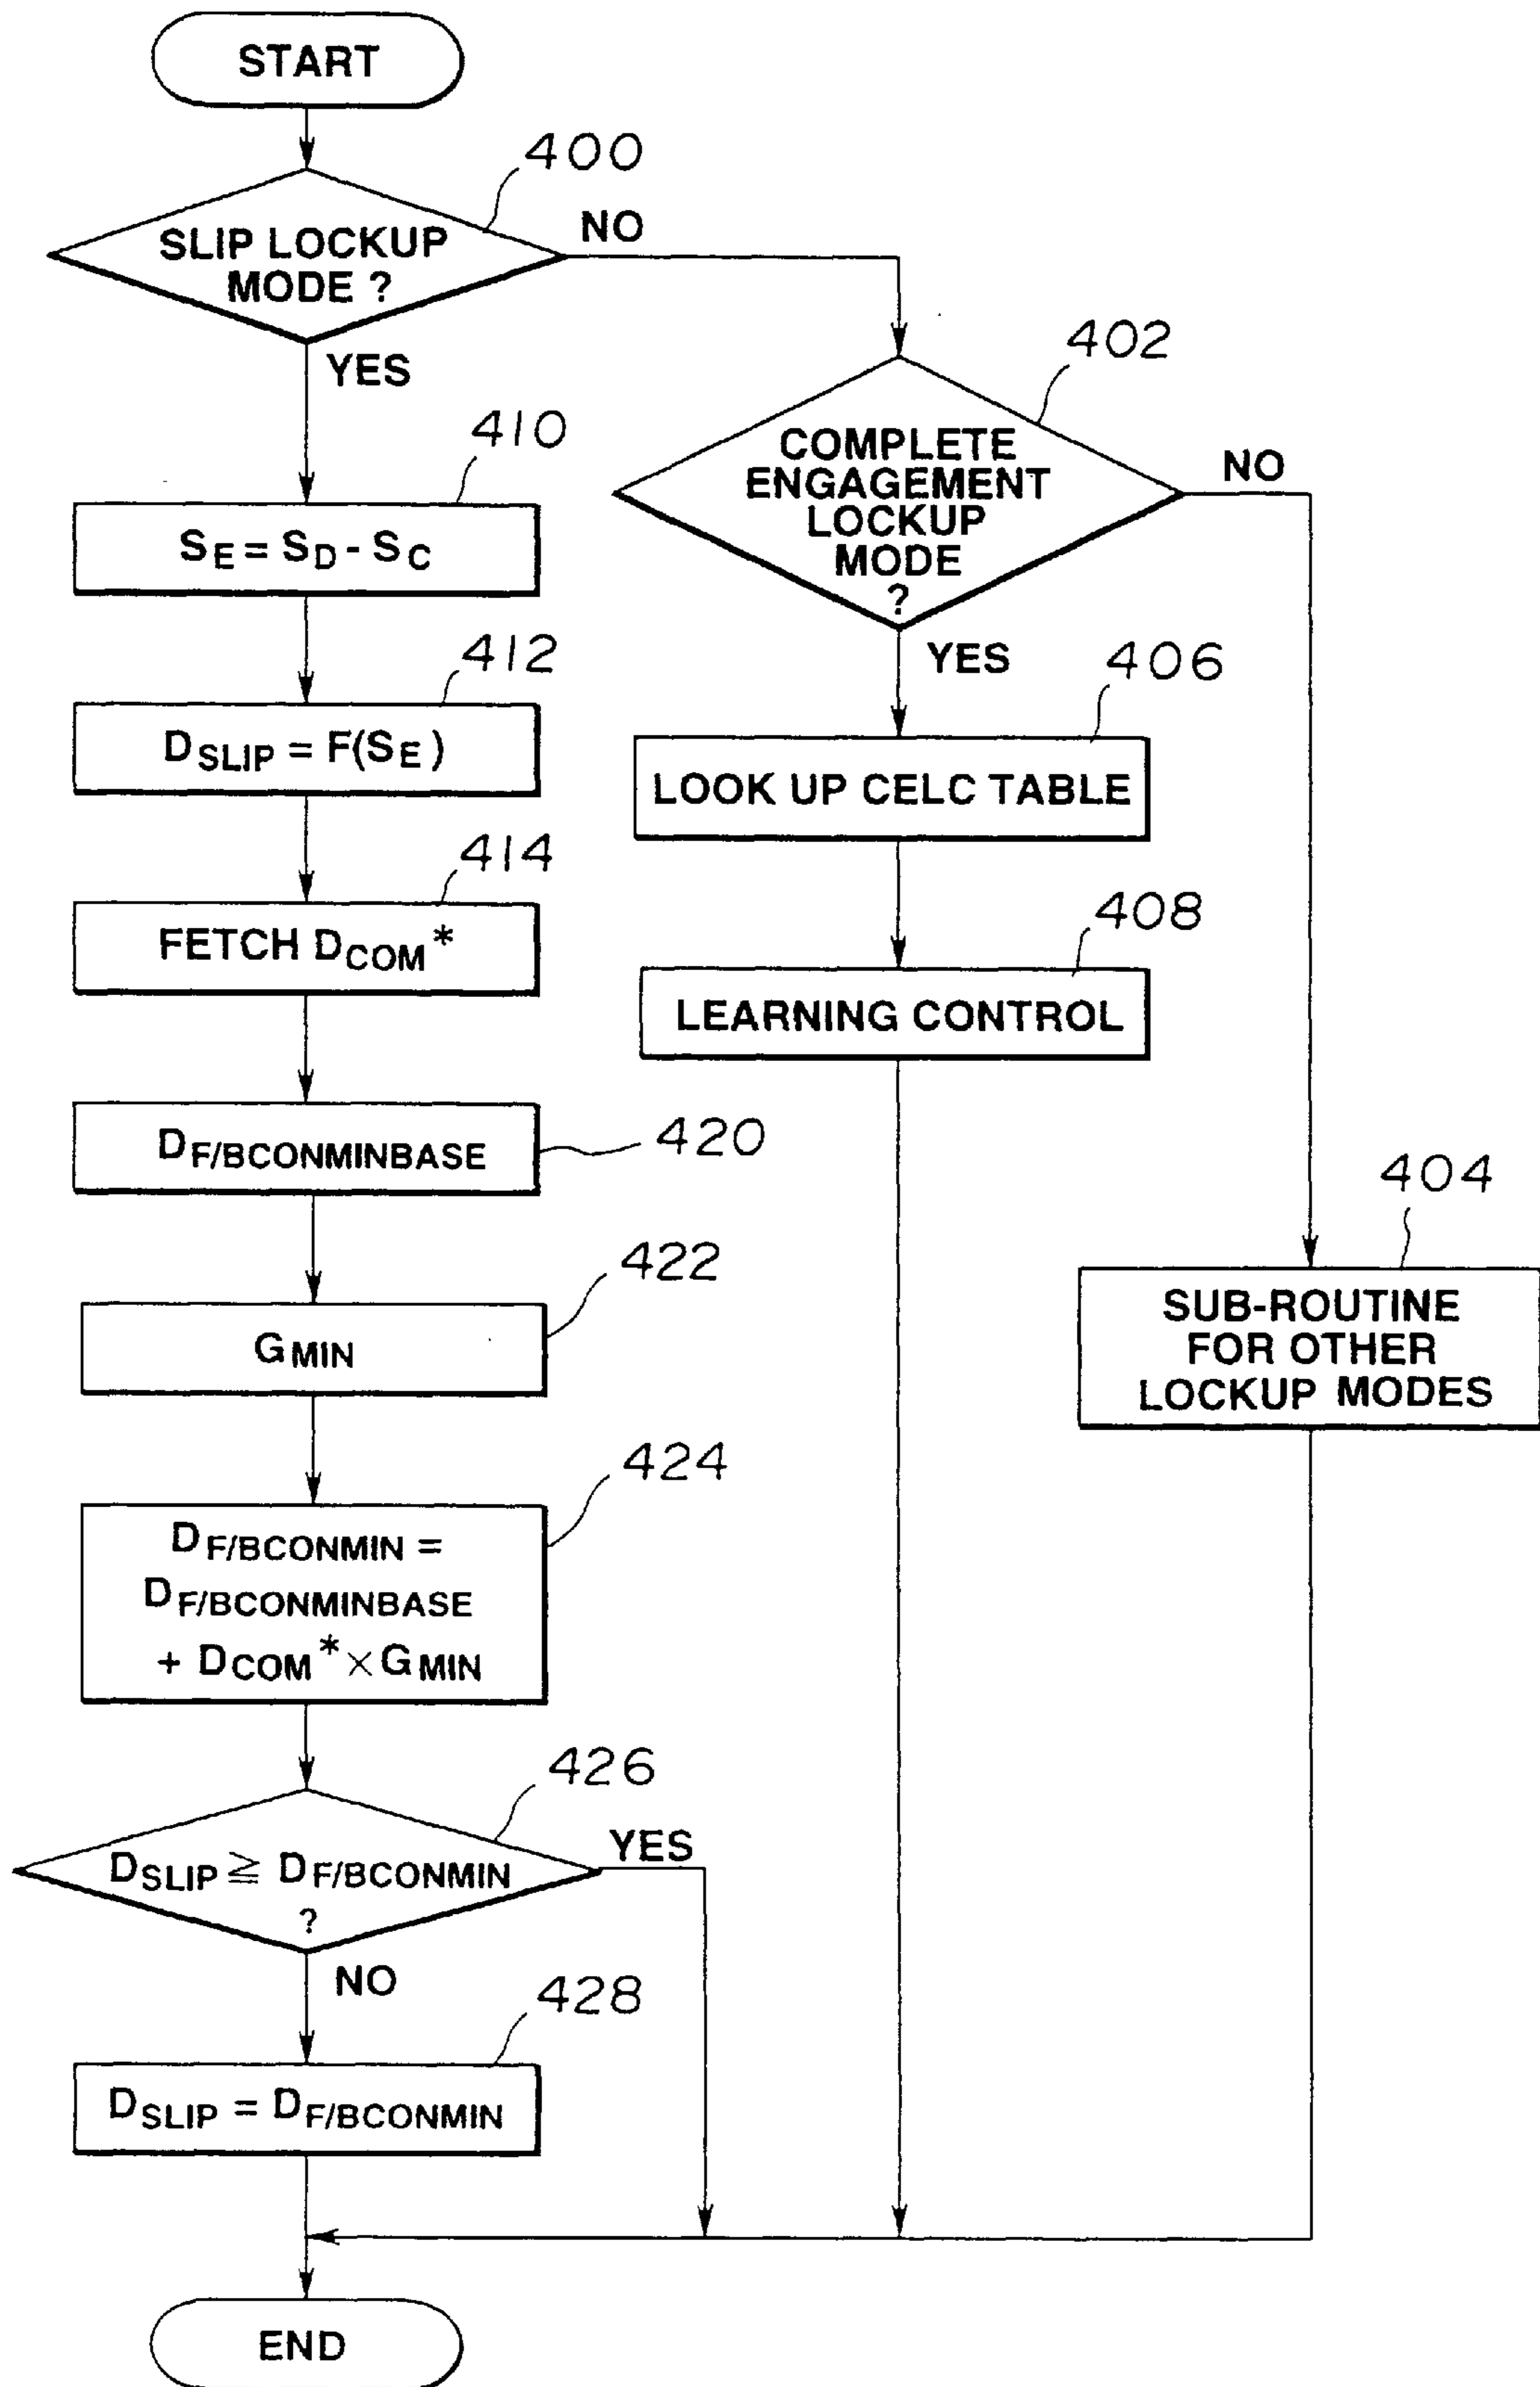 START
400
SLIP LOCKUP
MODE ?
NO
YES
402
COMPLETE
ENGAGEMENT
LOCKUP
MODE
?
NO
YES
410
SE = SD - SC
412
DSLIP = F(SE)
406
LOOK UP CELC TABLE
414
FETCH DCOM*
408
LEARNING CONTROL
DF/BCONMINBASE
420
404
SUB-ROUTINE
FOR OTHER
LOCKUP MODES
422
GMIN
424
DF/BCONMIN =
DF/BCONMINBASE
+ DCOM* × GMIN
426
DSLIP ≧ DF/BCONMIN
?
YES
NO
428
DSLIP = DF/BCONMIN
END